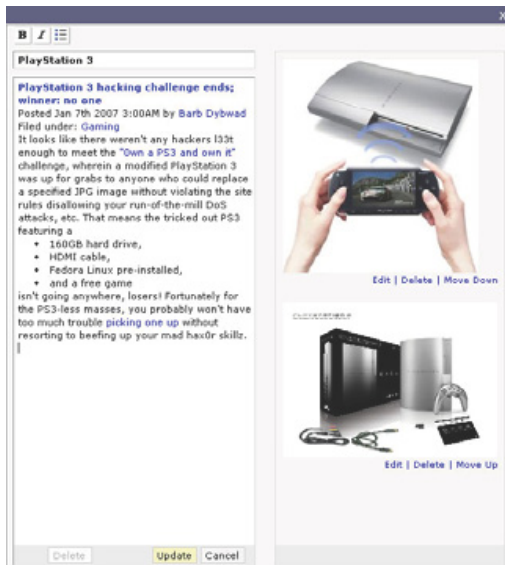 x
B I
PlayStation 3
PlayStation 3 hacking challenge ends;
winner: no one
Posted Jan 7th 2007 3:00AM by Barb Dybwad
Filed under: Gaming
It looks like there weren't any hackers l33t
enough to meet the "Own a PS3 and own it"
challenge, wherein a modified PlayStation 3
was up for grabs to anyone who could replace
a specified JPG image without violating the site
rules disallowing your run-of-the-mill DoS
attacks, etc. That means the tricked out PS3
featuring a
• 160GB hard drive,
• HDMI cable,
• Fedora Linux pre-installed,
• and a free game
isn't going anywhere, losers! Fortunately for
the PS3-less masses, you probably won't have
too much trouble picking one up without
resorting to beefing up your mad hax0r skillz.
Delete Update Cancel
Edit | Delete | Move Down
Edit | Delete | Move Up